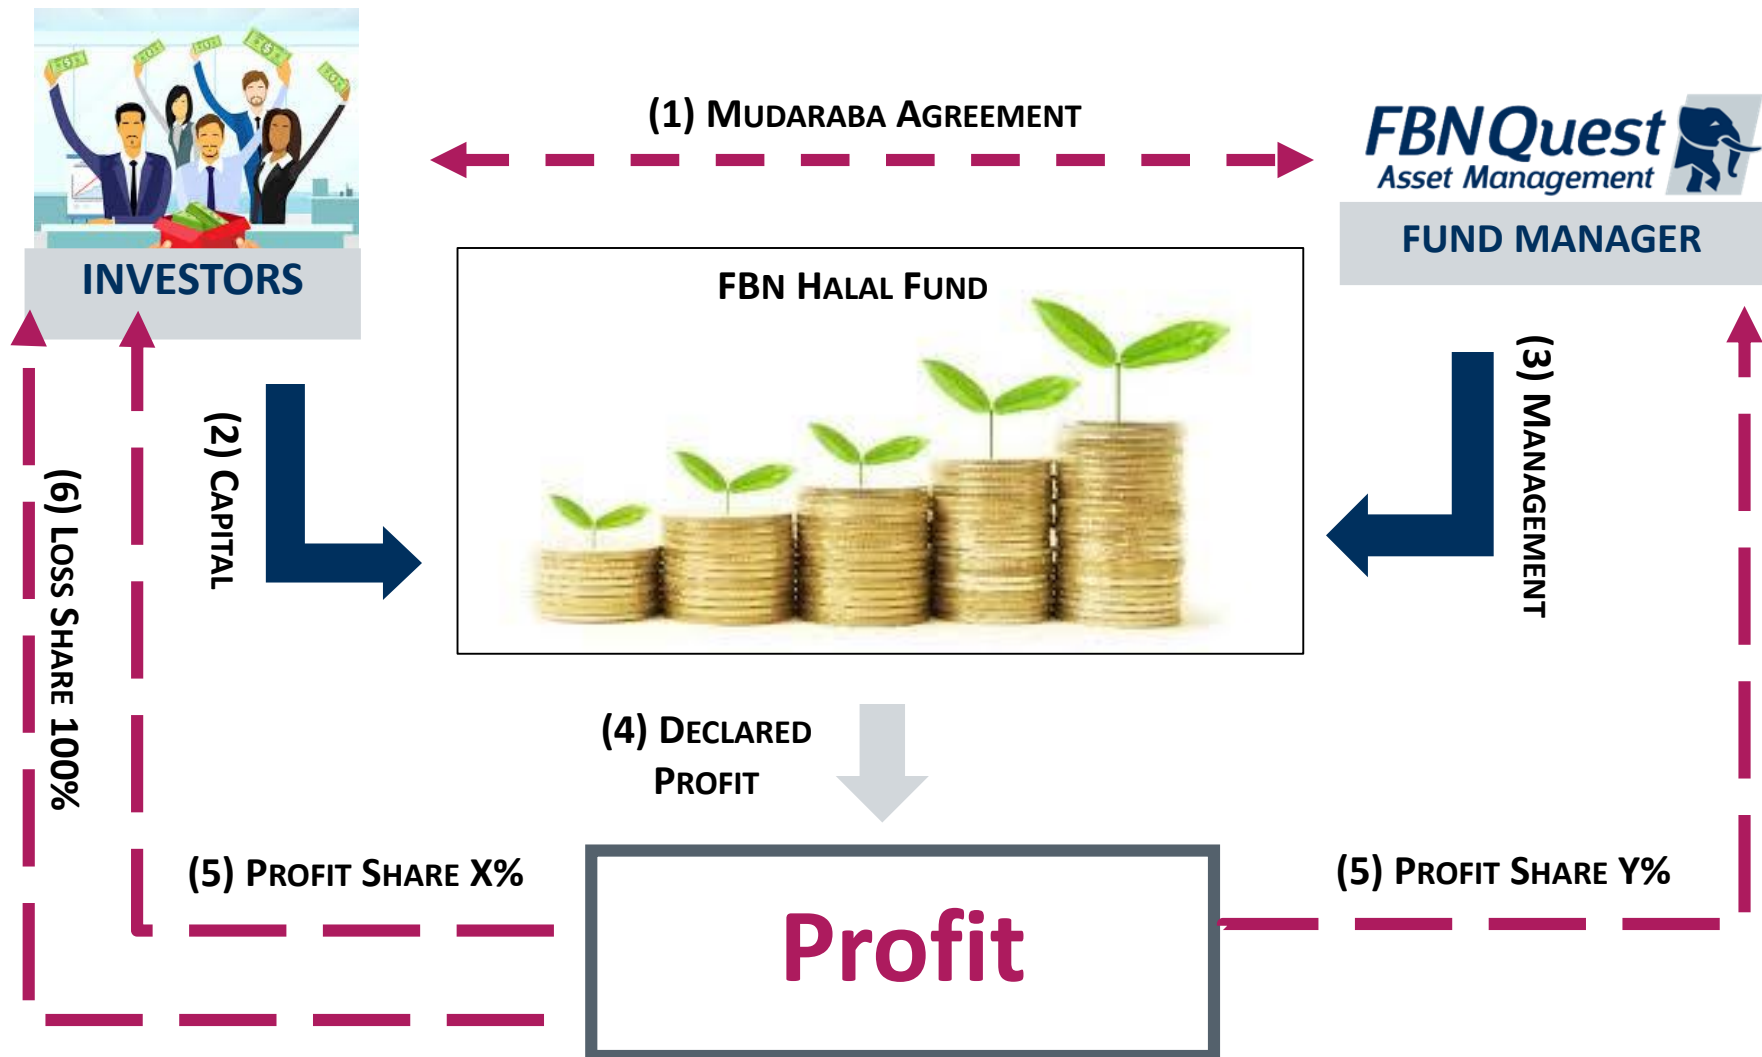 (1) MUDARABA AGREEMENT
FBNQuest
Asset Management
FUND MANAGER
INVESTORS
FBN HALAL FUND
(2) CAPITAL
(3) MANAGEMENT
(6) LOSS SHARE 100%
(4) DECLARED
PROFIT
(5) PROFIT SHARE X%
(5) PROFIT SHARE Y%
Profit